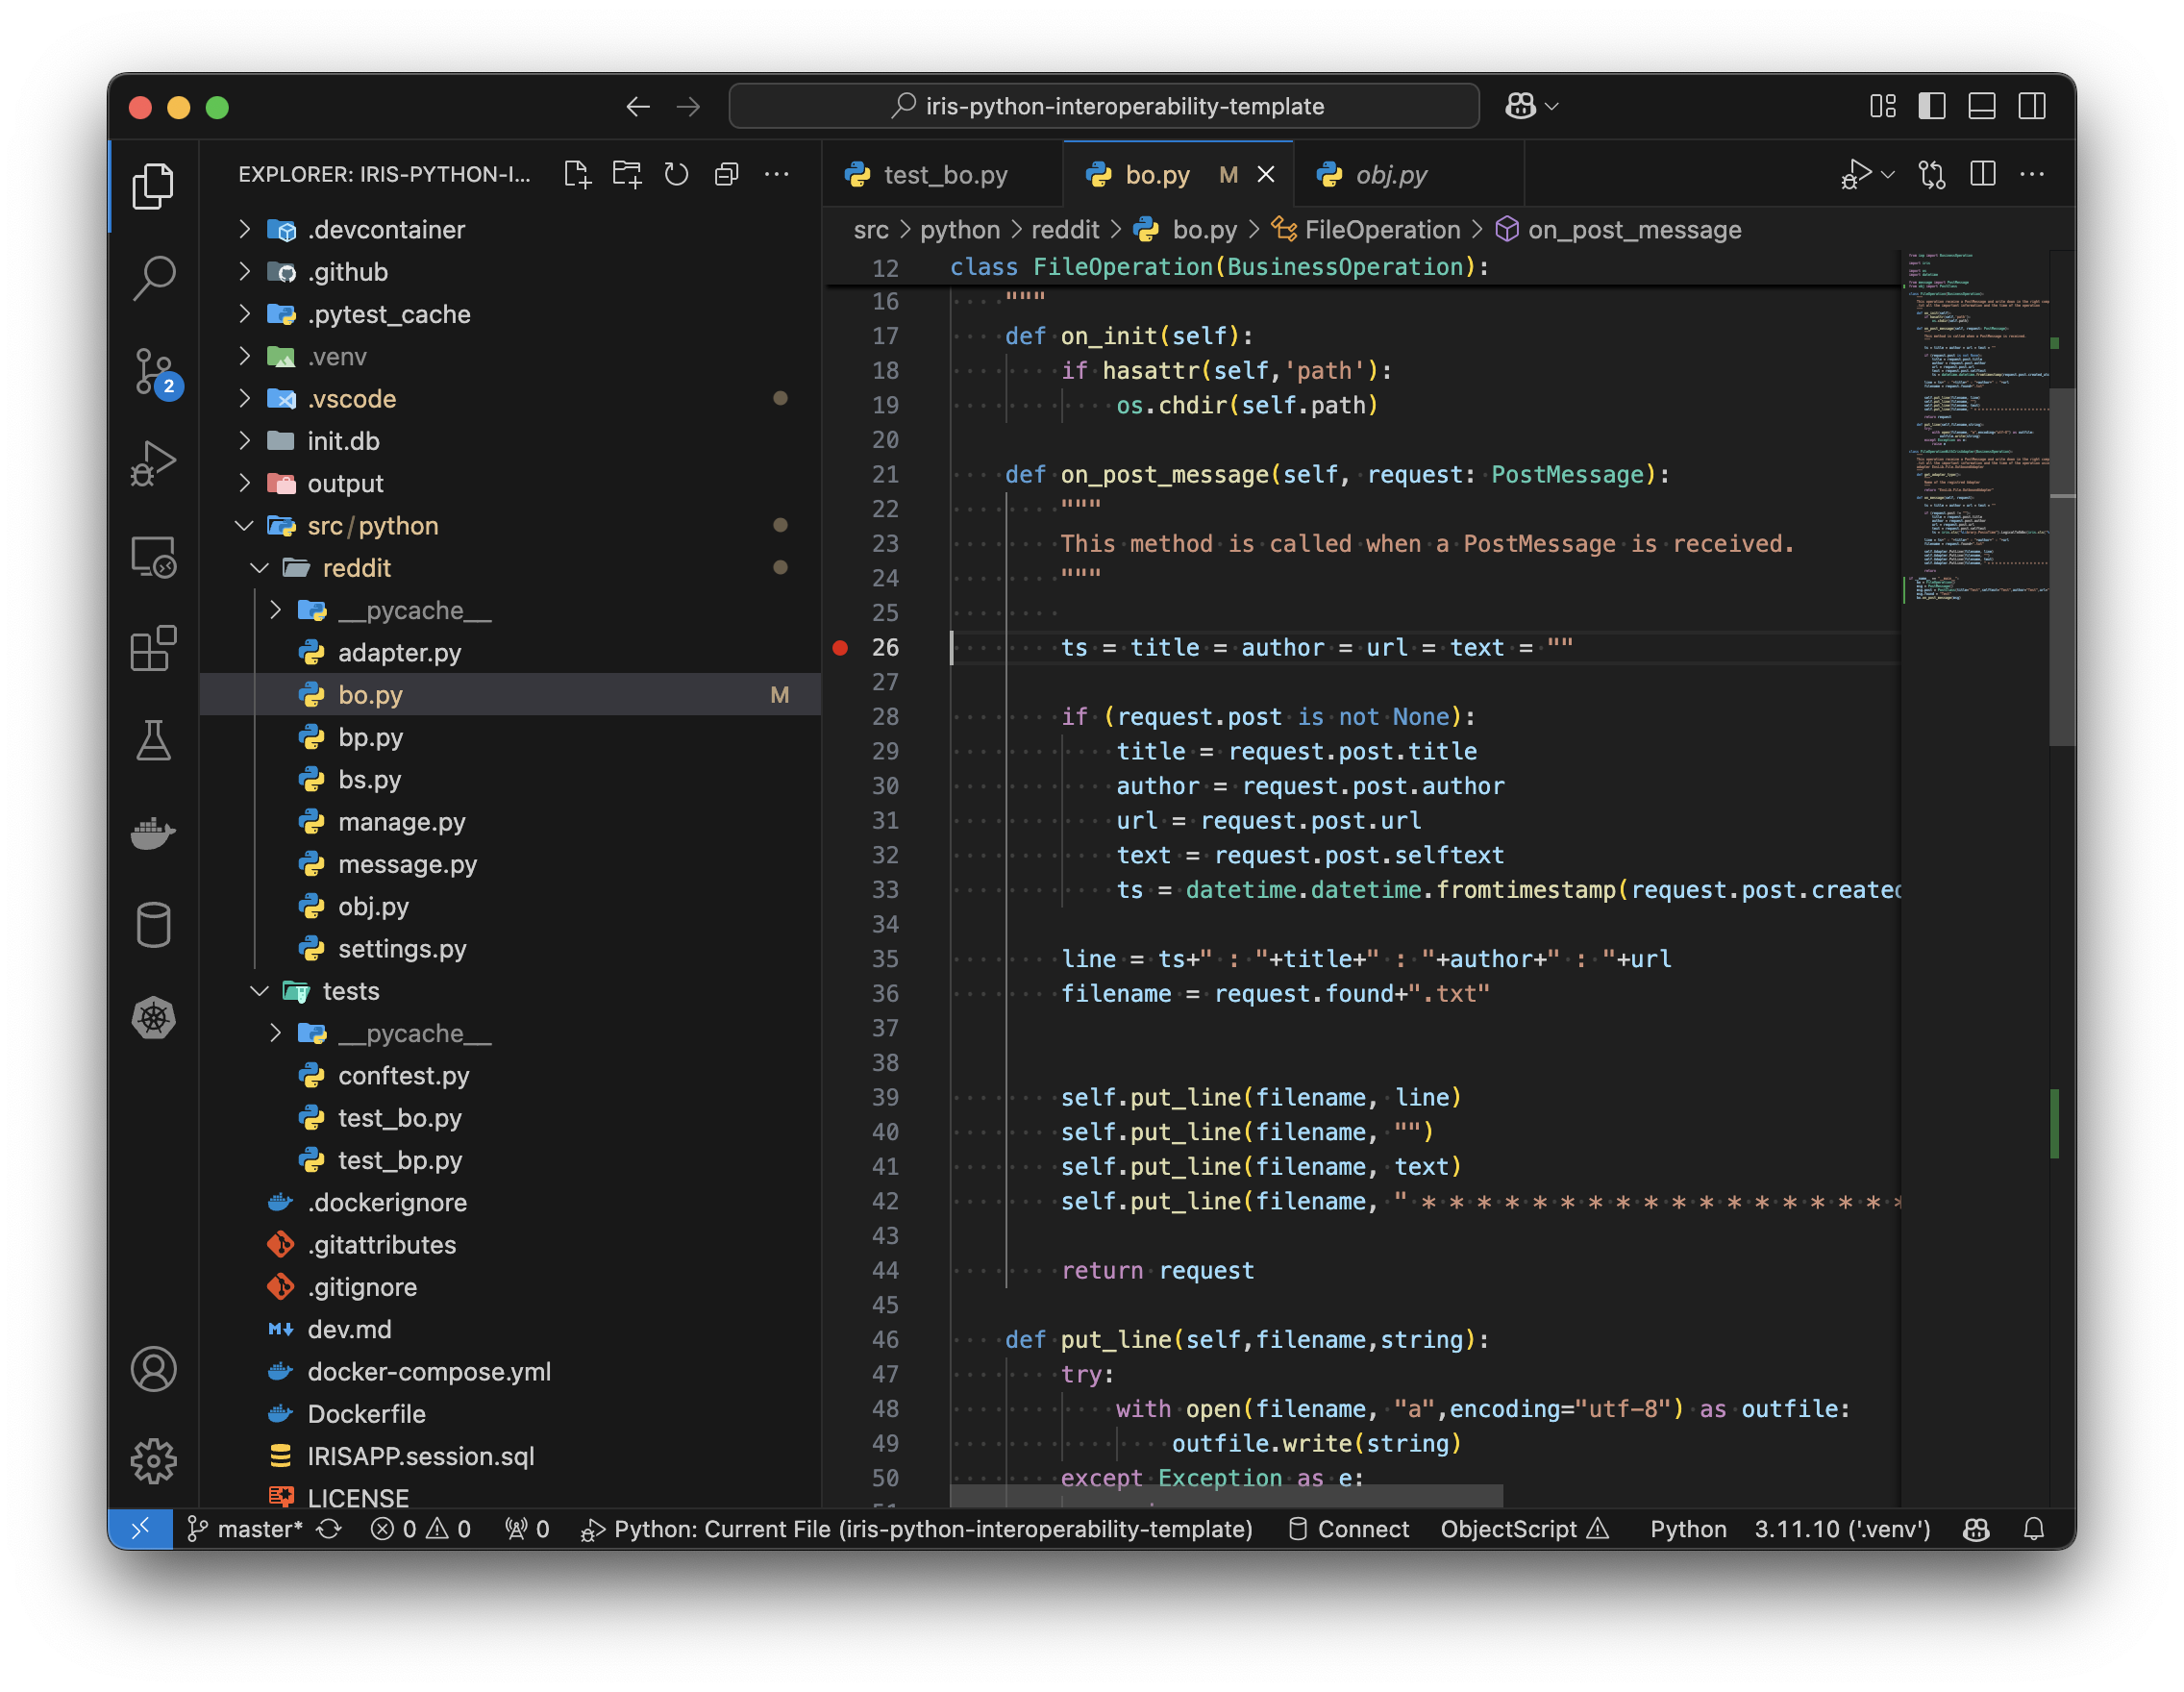 iris-python-interoperability-template
EXPLORER: IRIS-PYTHON-I...
.devcontainer
.github
.pytest_cache
.venv
.vscode
init.db
output
src/python
reddit
__pycache__
adapter.py
bo.py M
bp.py
bs.py
manage.py
message.py
obj.py
settings.py
tests
__pycache__
conftest.py
test_bo.py
test_bp.py
.dockerignore
.gitattributes
.gitignore
dev.md
docker-compose.yml
Dockerfile
IRISAPP.session.sql
LICENSE
2
test_bo.py
bo.py M
obj.py
src > python > reddit > bo.py > FileOperation > on_post_message
12 class FileOperation(BusinessOperation):
16 """
17 def on_init(self):
18 if hasattr(self,'path'):
19 os.chdir(self.path)
20
21 def on_post_message(self, request: PostMessage):
22 """
23 This method is called when a PostMessage is received.
24 """
25
26 ts = title = author = url = text = ""
27
28 if (request.post is not None):
29 title = request.post.title
30 author = request.post.author
31 url = request.post.url
32 text = request.post.selftext
33 ts = datetime.datetime.fromtimestamp(request.post.created
34
35 line = ts+" : "+title+" : "+author+" : "+url
36 filename = request.found+".txt"
37
38
39 self.put_line(filename, line)
40 self.put_line(filename, "")
41 self.put_line(filename, text)
42 self.put_line(filename, " * * * * * * * * * * * * * * * * * *
43
44 return request
45
46 def put_line(self,filename,string):
47 try:
48 with open(filename, "a",encoding="utf-8") as outfile:
49 outfile.write(string)
50 except Exception as e:
master* 0 0 0 Python: Current File (iris-python-interoperability-template) Connect ObjectScript Python 3.11.10 ('.venv')